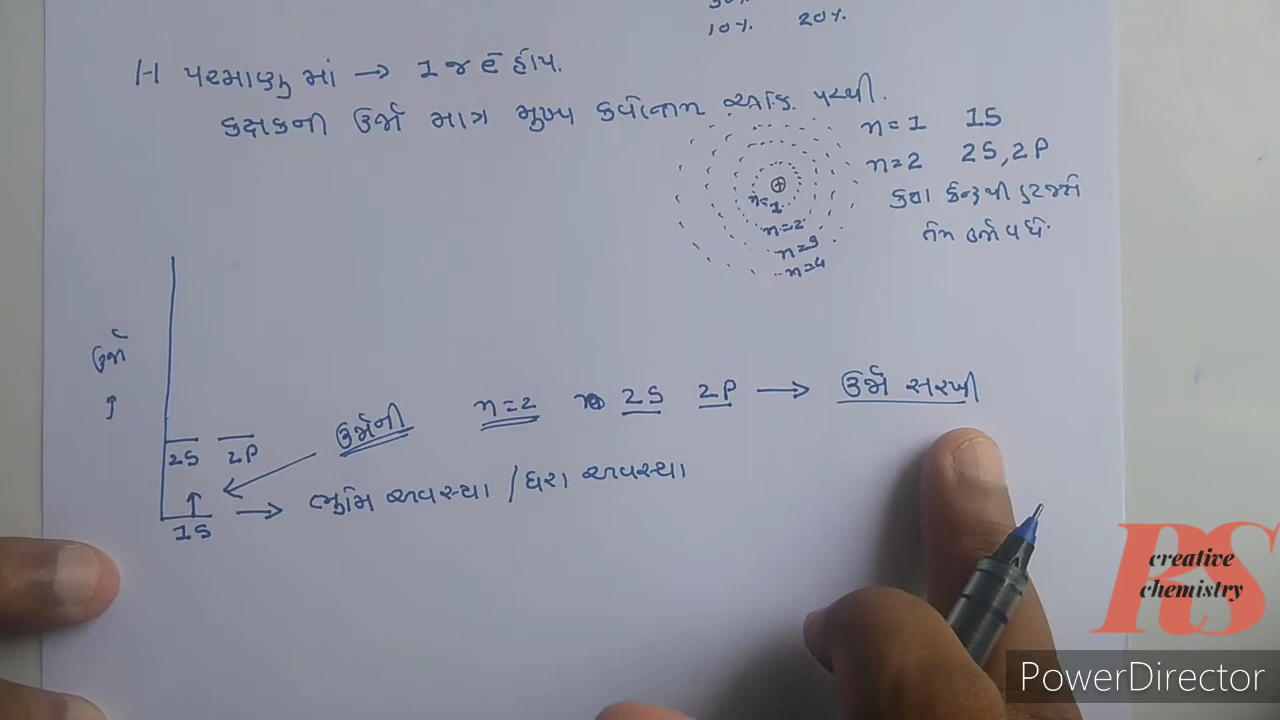 10%. 20%.
H પરમાણુ માં → 1 જ e⁻ હોય.
કક્ષકની ઉર્જા માત્ર મુખ્ય ક્વોન્ટમ આંક પરથી.
n=1 1S
n=2 2S, 2P
કક્ષા કેન્દ્રથી દૂર જાય
તેમ ઉર્જા વધે.
n=1
n=2
n=3
n=4
ઉર્જા
↑
ઉર્જાની n=2 2S 2P → ઉર્જા સરખી
2S 2P
↑
1S → ભૂમિ અવસ્થા / ધરા અવસ્થા
RS
creative
chemistry
PowerDirector